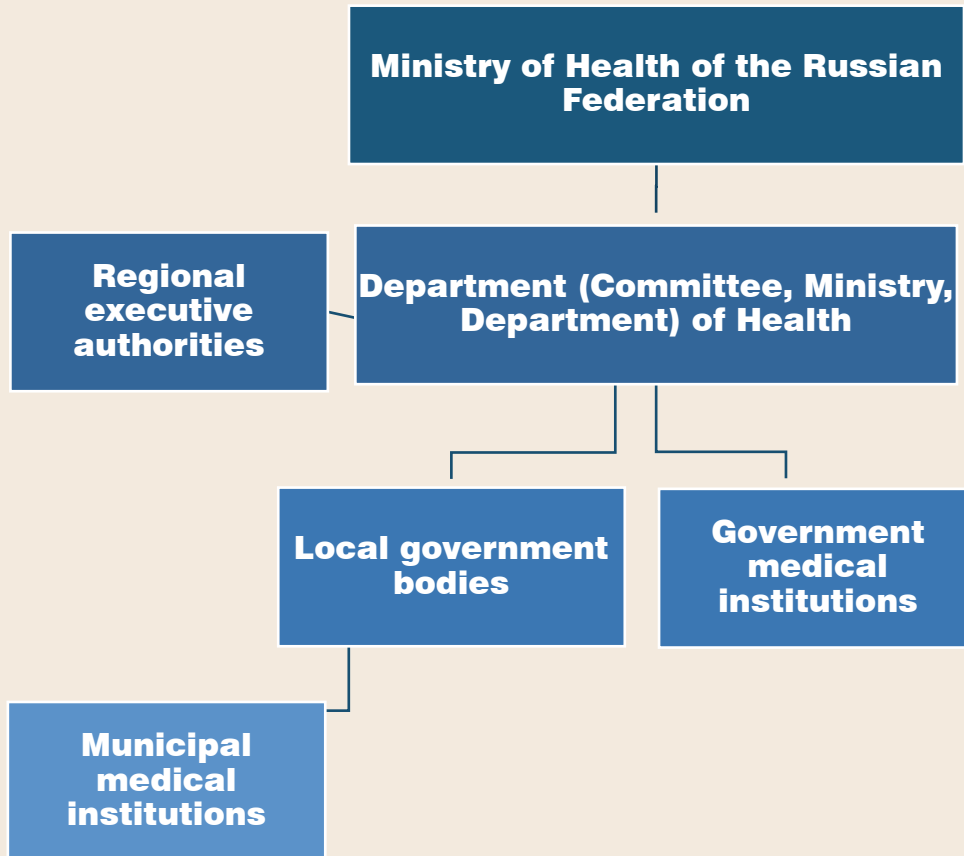 Ministry of Health of the Russian
Federation
Regional
executive
authorities
Department (Committee, Ministry,
Department) of Health
Local government
bodies
Government
medical
institutions
Municipal
medical
institutions